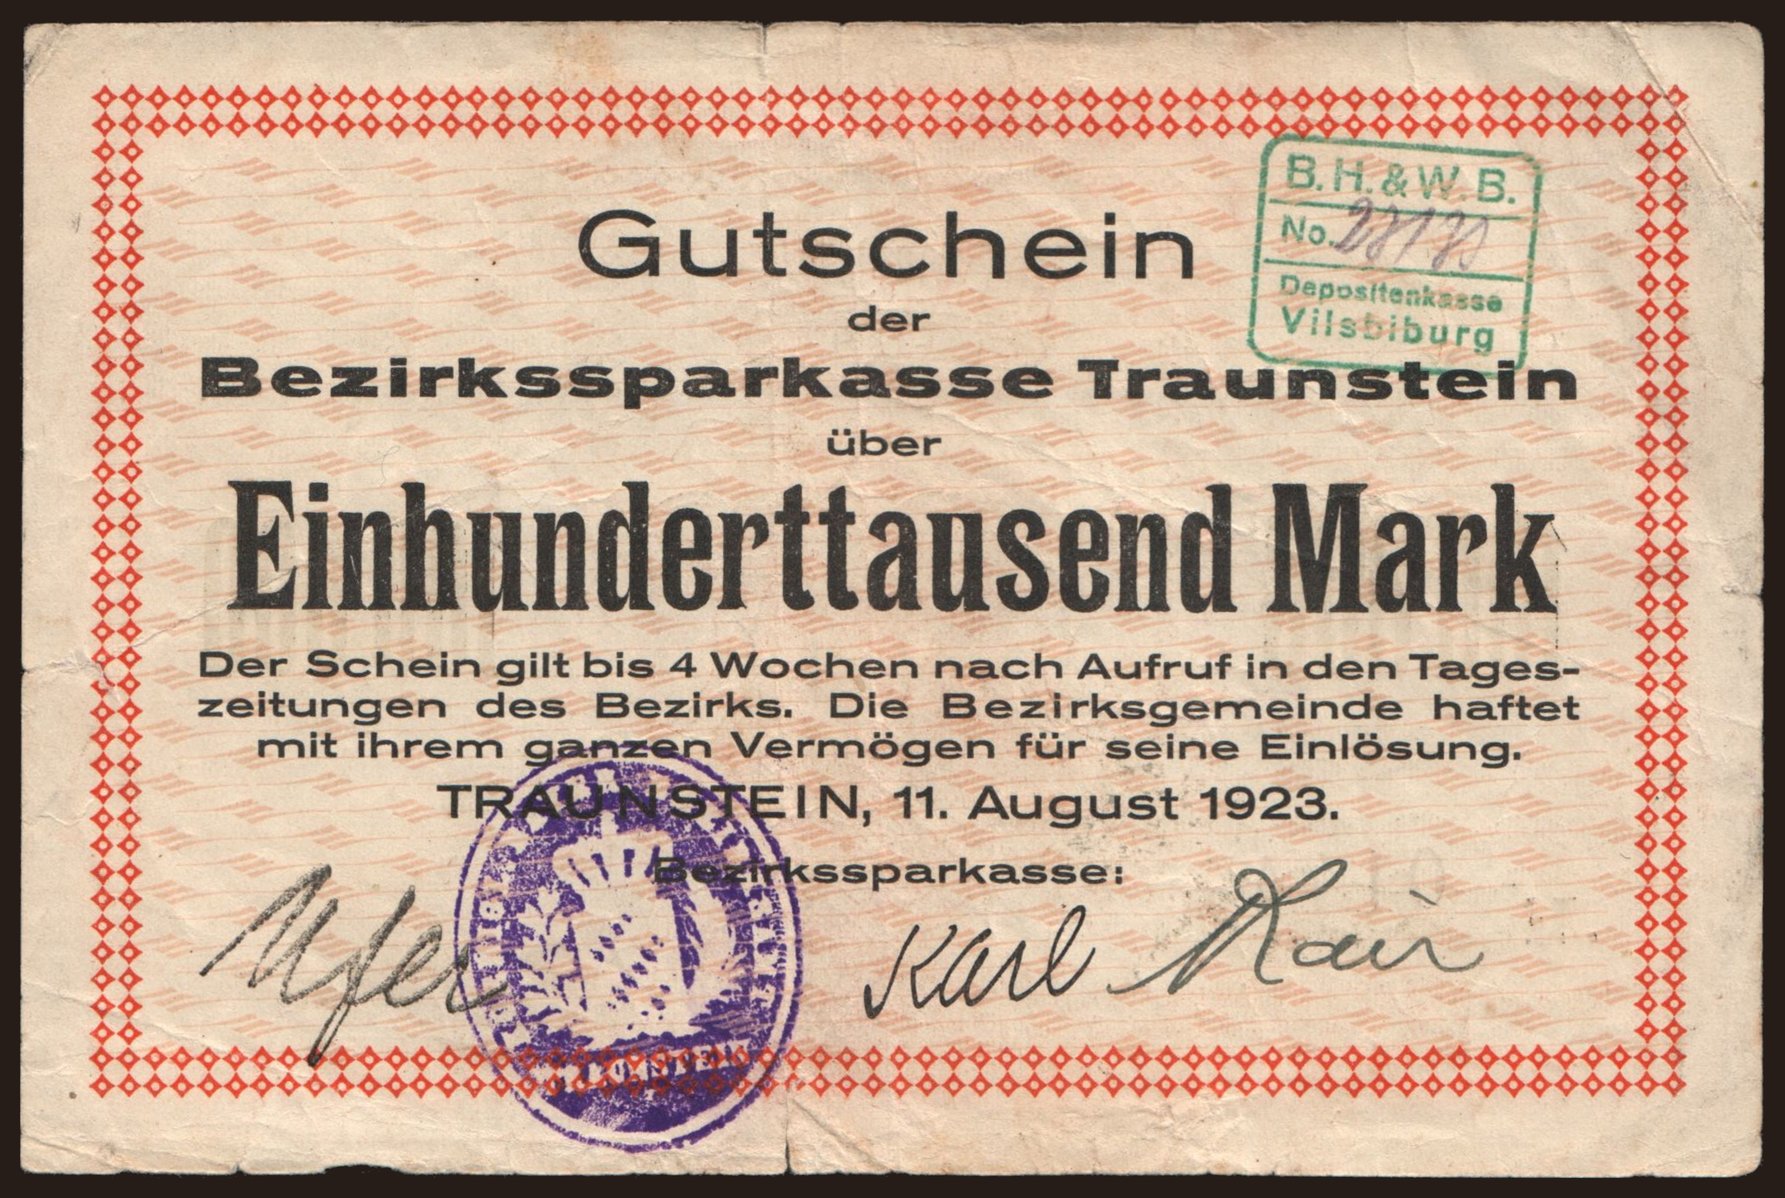 Gutschein
B. H. & W. B.
No.
Depositenkasse
Vilsbiburg
der
Bezirkssparkasse Traunstein
über
Einhunderttausend Mark
Der Schein gilt bis 4 Wochen nach Aufruf in den Tages-
zeitungen des Bezirks. Die Bezirksgemeinde haftet
mit ihrem ganzen Vermögen für seine Einlösung.
TRAUNSTEIN, 11. August 1923.
Bezirkssparkasse:
Karl
TRAUNSTEIN